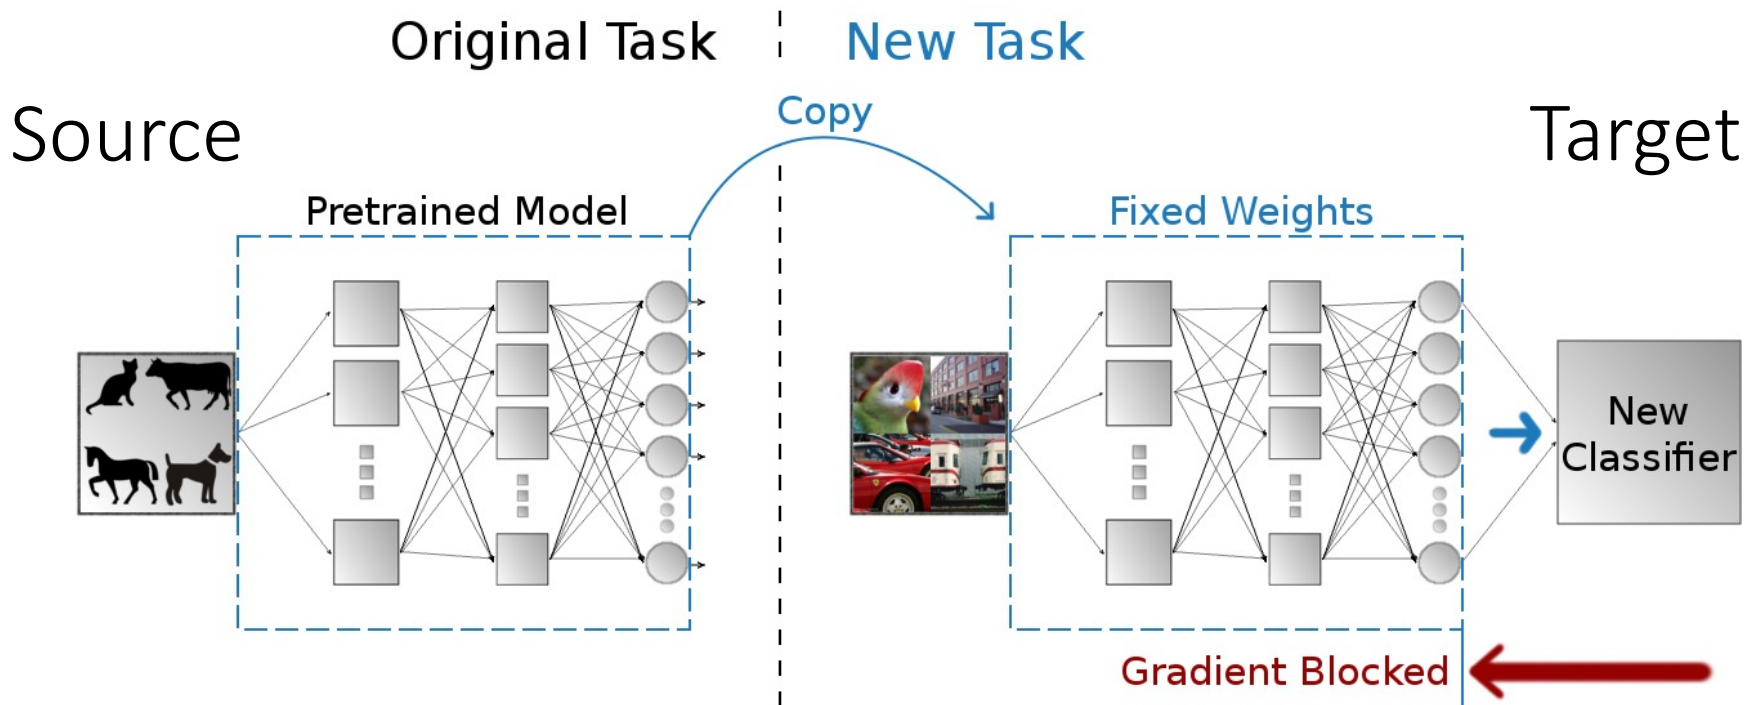 Original Task
New Task
Source
Copy
Target
Pretrained Model
Fixed Weights
New
Classifier
Gradient Blocked